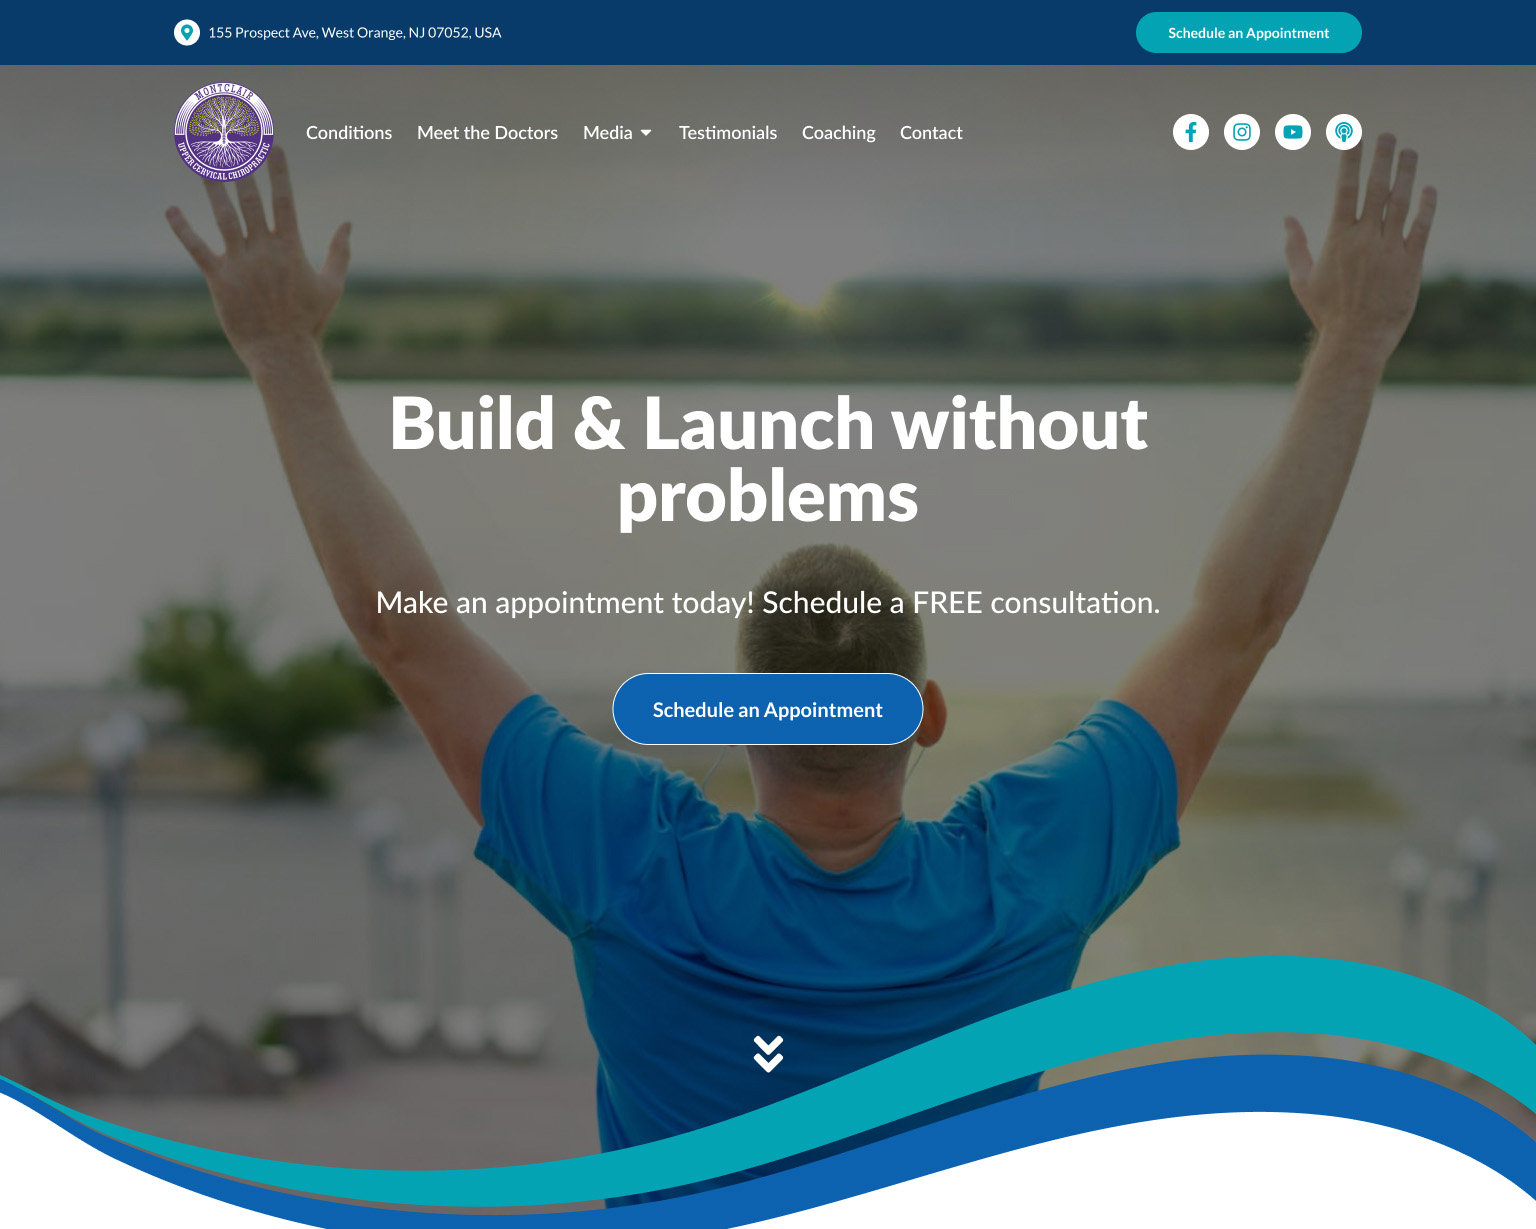 155 Prospect Ave, West Orange, NJ 07052, USA
Schedule an Appointment
MONTCLAIR
UPPER CERVICAL CHIROPRACTIC
Conditions
Meet the Doctors
Media
Testimonials
Coaching
Contact
Build & Launch without
problems
Make an appointment today! Schedule a FREE consultation.
Schedule an Appointment